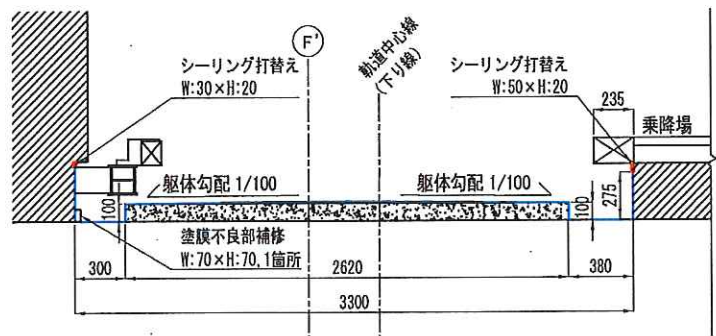 F'
軌道中心線
(下り線)
シーリング打替え
W:30×H:20
シーリング打替え
W:50×H:20
235
乗降場
躯体勾配 1/100
躯体勾配 1/100
100
100
275
塗膜不良部補修
W:70×H:70,1箇所
300
2620
380
3300